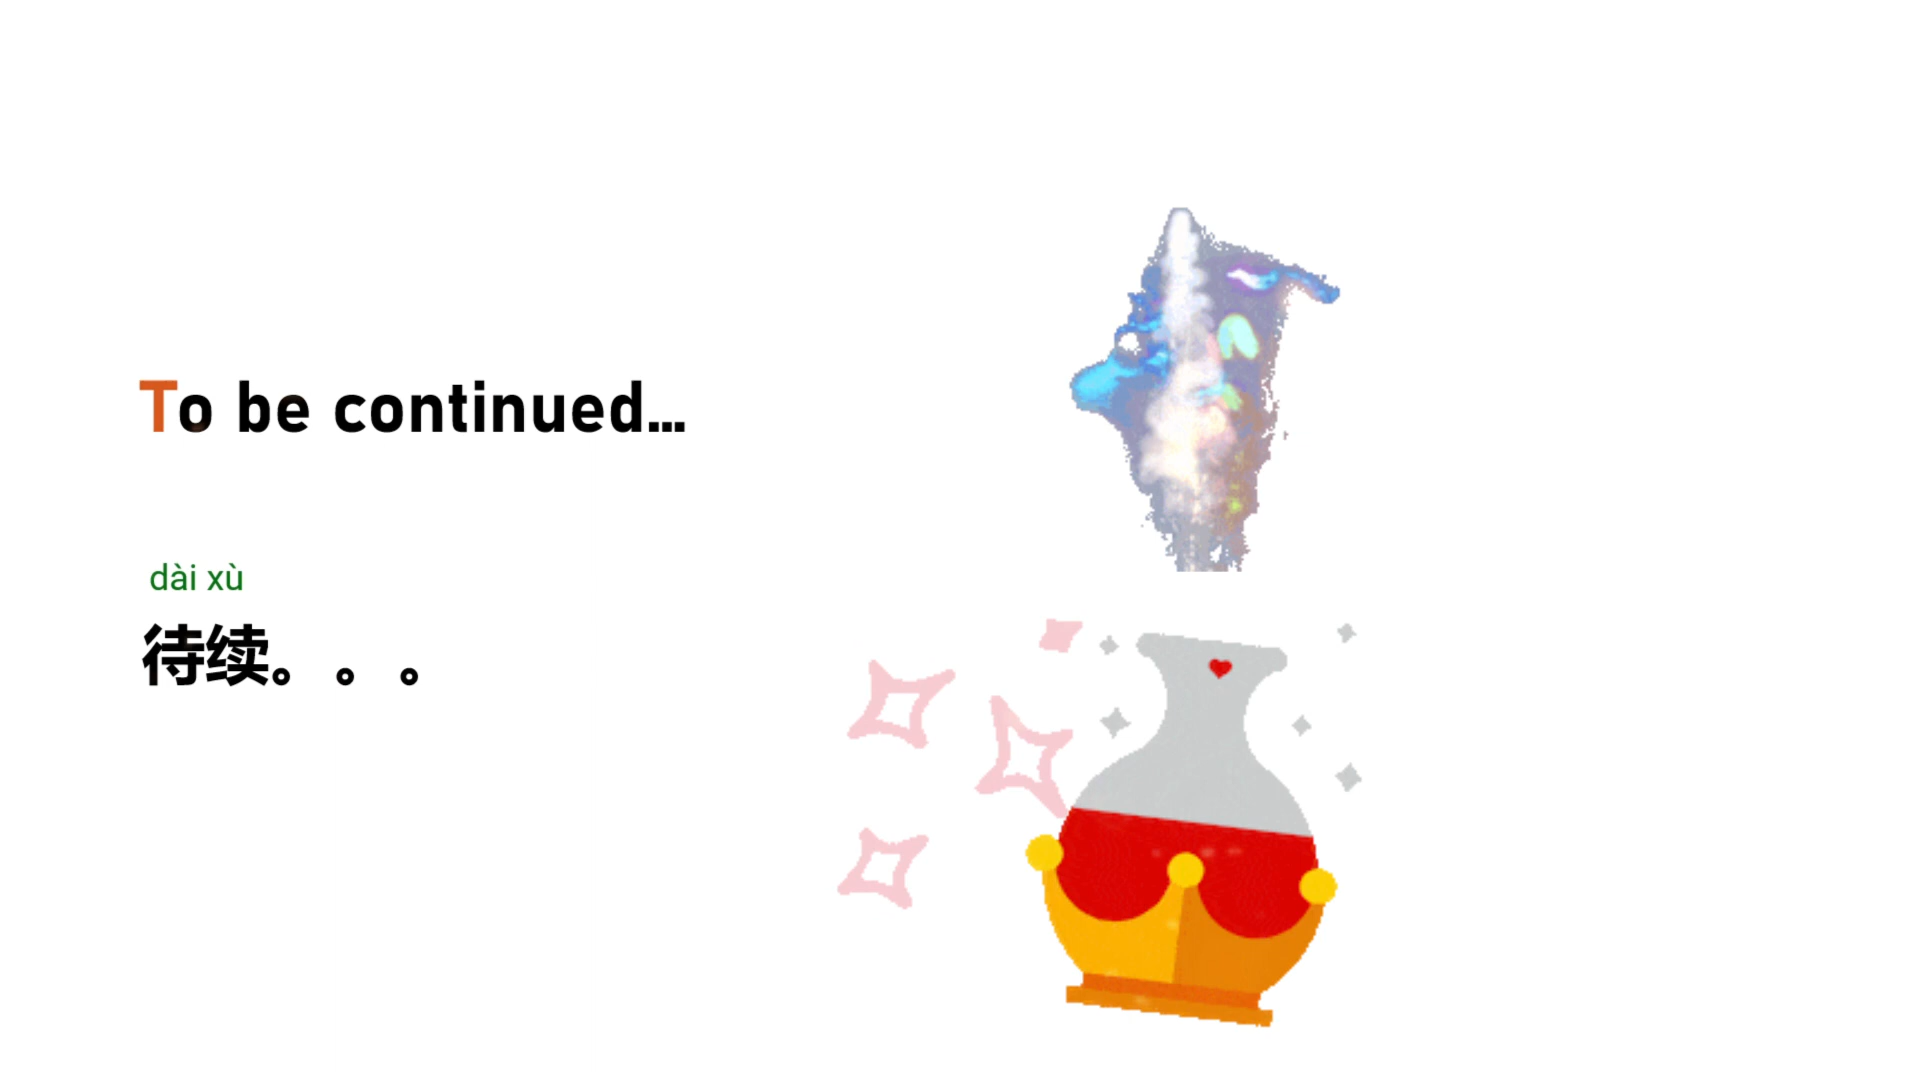 To be continued...
dài xù
待续。。。